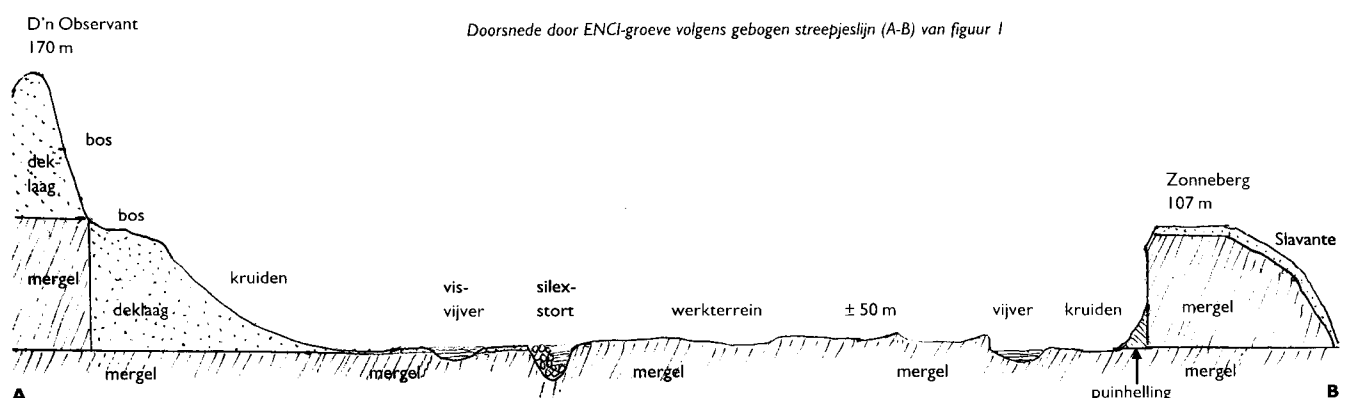 D'n Observant
170 m
Doorsnede door ENCI-groeve volgens gebogen streepjeslijn (A-B) van figuur 1
bos
dek-
laag
bos
mergel
deklaag
kruiden
vis-
vijver
silex-
stort
werkterrein
± 50 m
vijver
kruiden
Zonneberg
107 m
Slavante
mergel
mergel
mergel
mergel
mergel
mergel
puinhelling
A
B